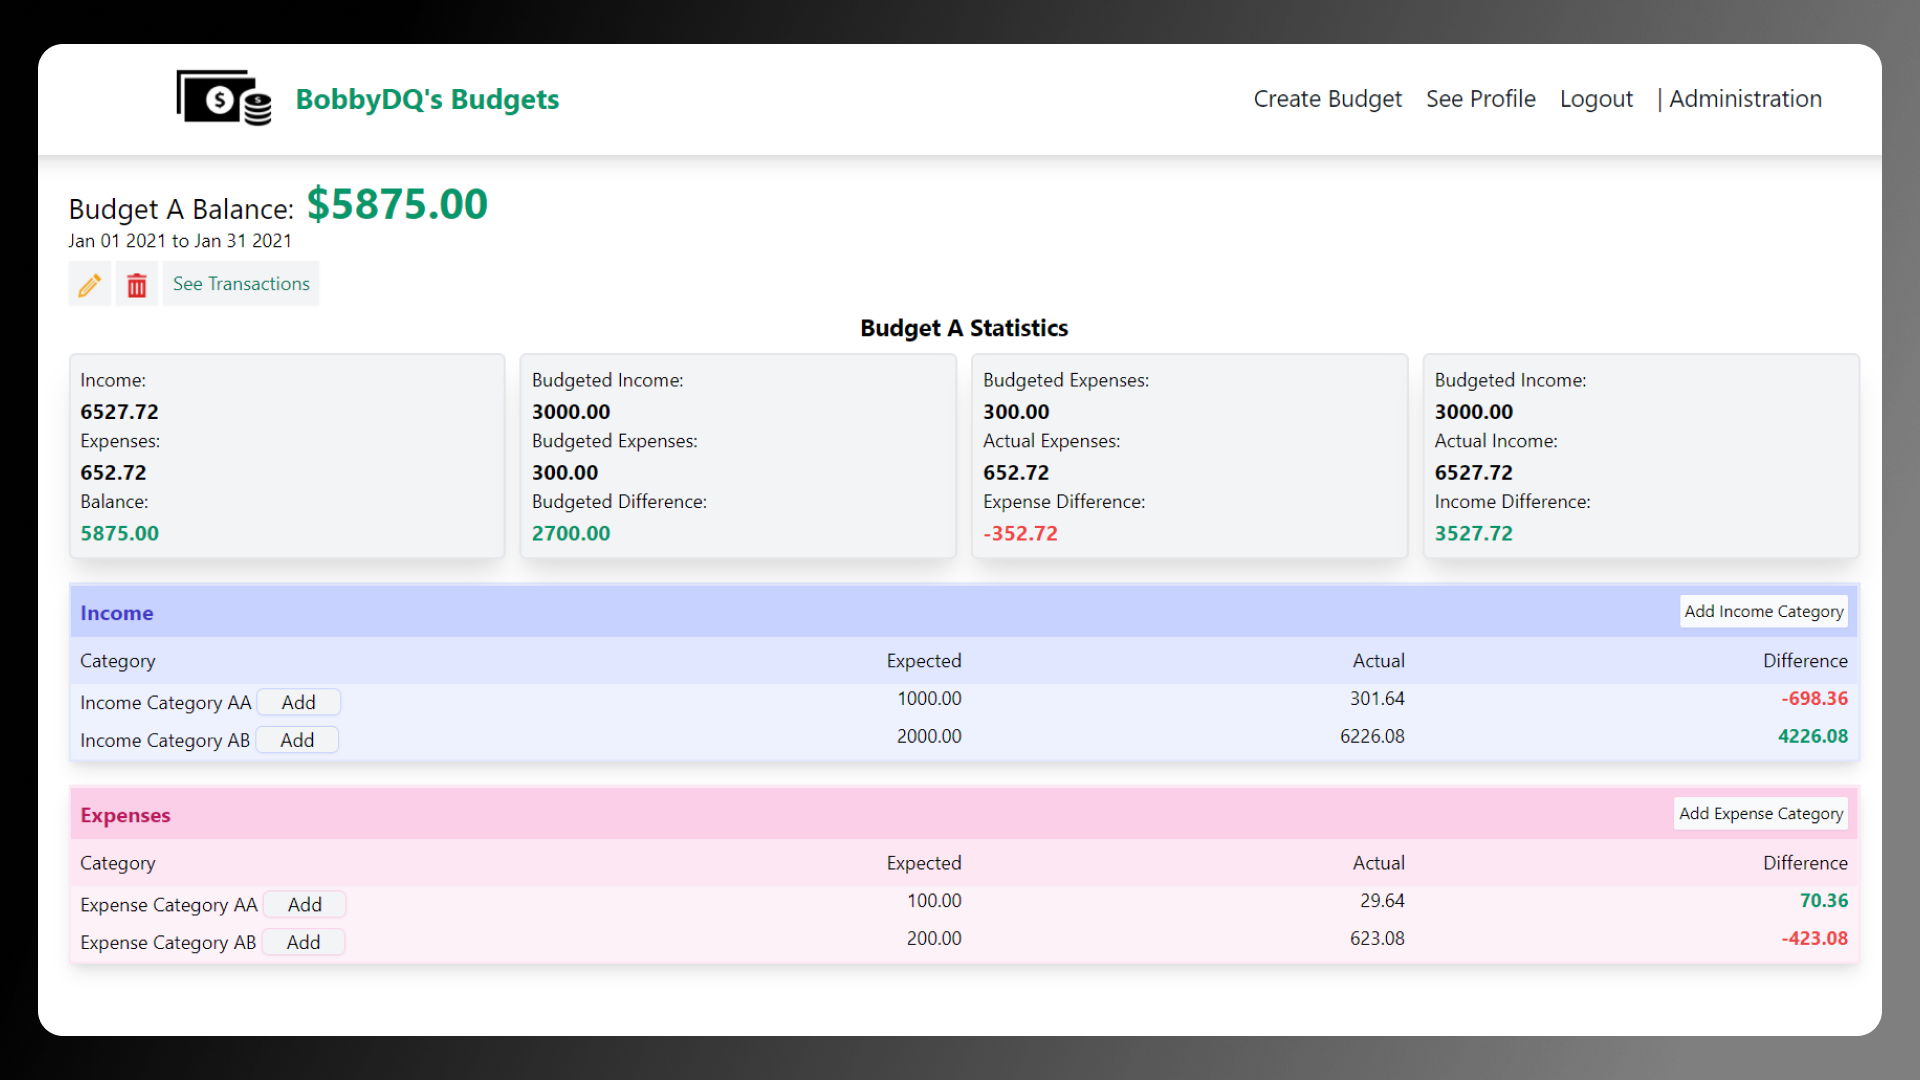 BobbyDQ's Budgets
Create Budget See Profile Logout | Administration
Budget A Balance: $5875.00
Jan 01 2021 to Jan 31 2021
See Transactions
Budget A Statistics
Income:
6527.72
Expenses:
652.72
Balance:
5875.00
Budgeted Income:
3000.00
Budgeted Expenses:
300.00
Budgeted Difference:
2700.00
Budgeted Expenses:
300.00
Actual Expenses:
652.72
Expense Difference:
-352.72
Budgeted Income:
3000.00
Actual Income:
6527.72
Income Difference:
3527.72
Income Add Income Category
Category Expected Actual Difference
Income Category AA Add 1000.00 301.64 -698.36
Income Category AB Add 2000.00 6226.08 4226.08
Expenses Add Expense Category
Category Expected Actual Difference
Expense Category AA Add 100.00 29.64 70.36
Expense Category AB Add 200.00 623.08 -423.08